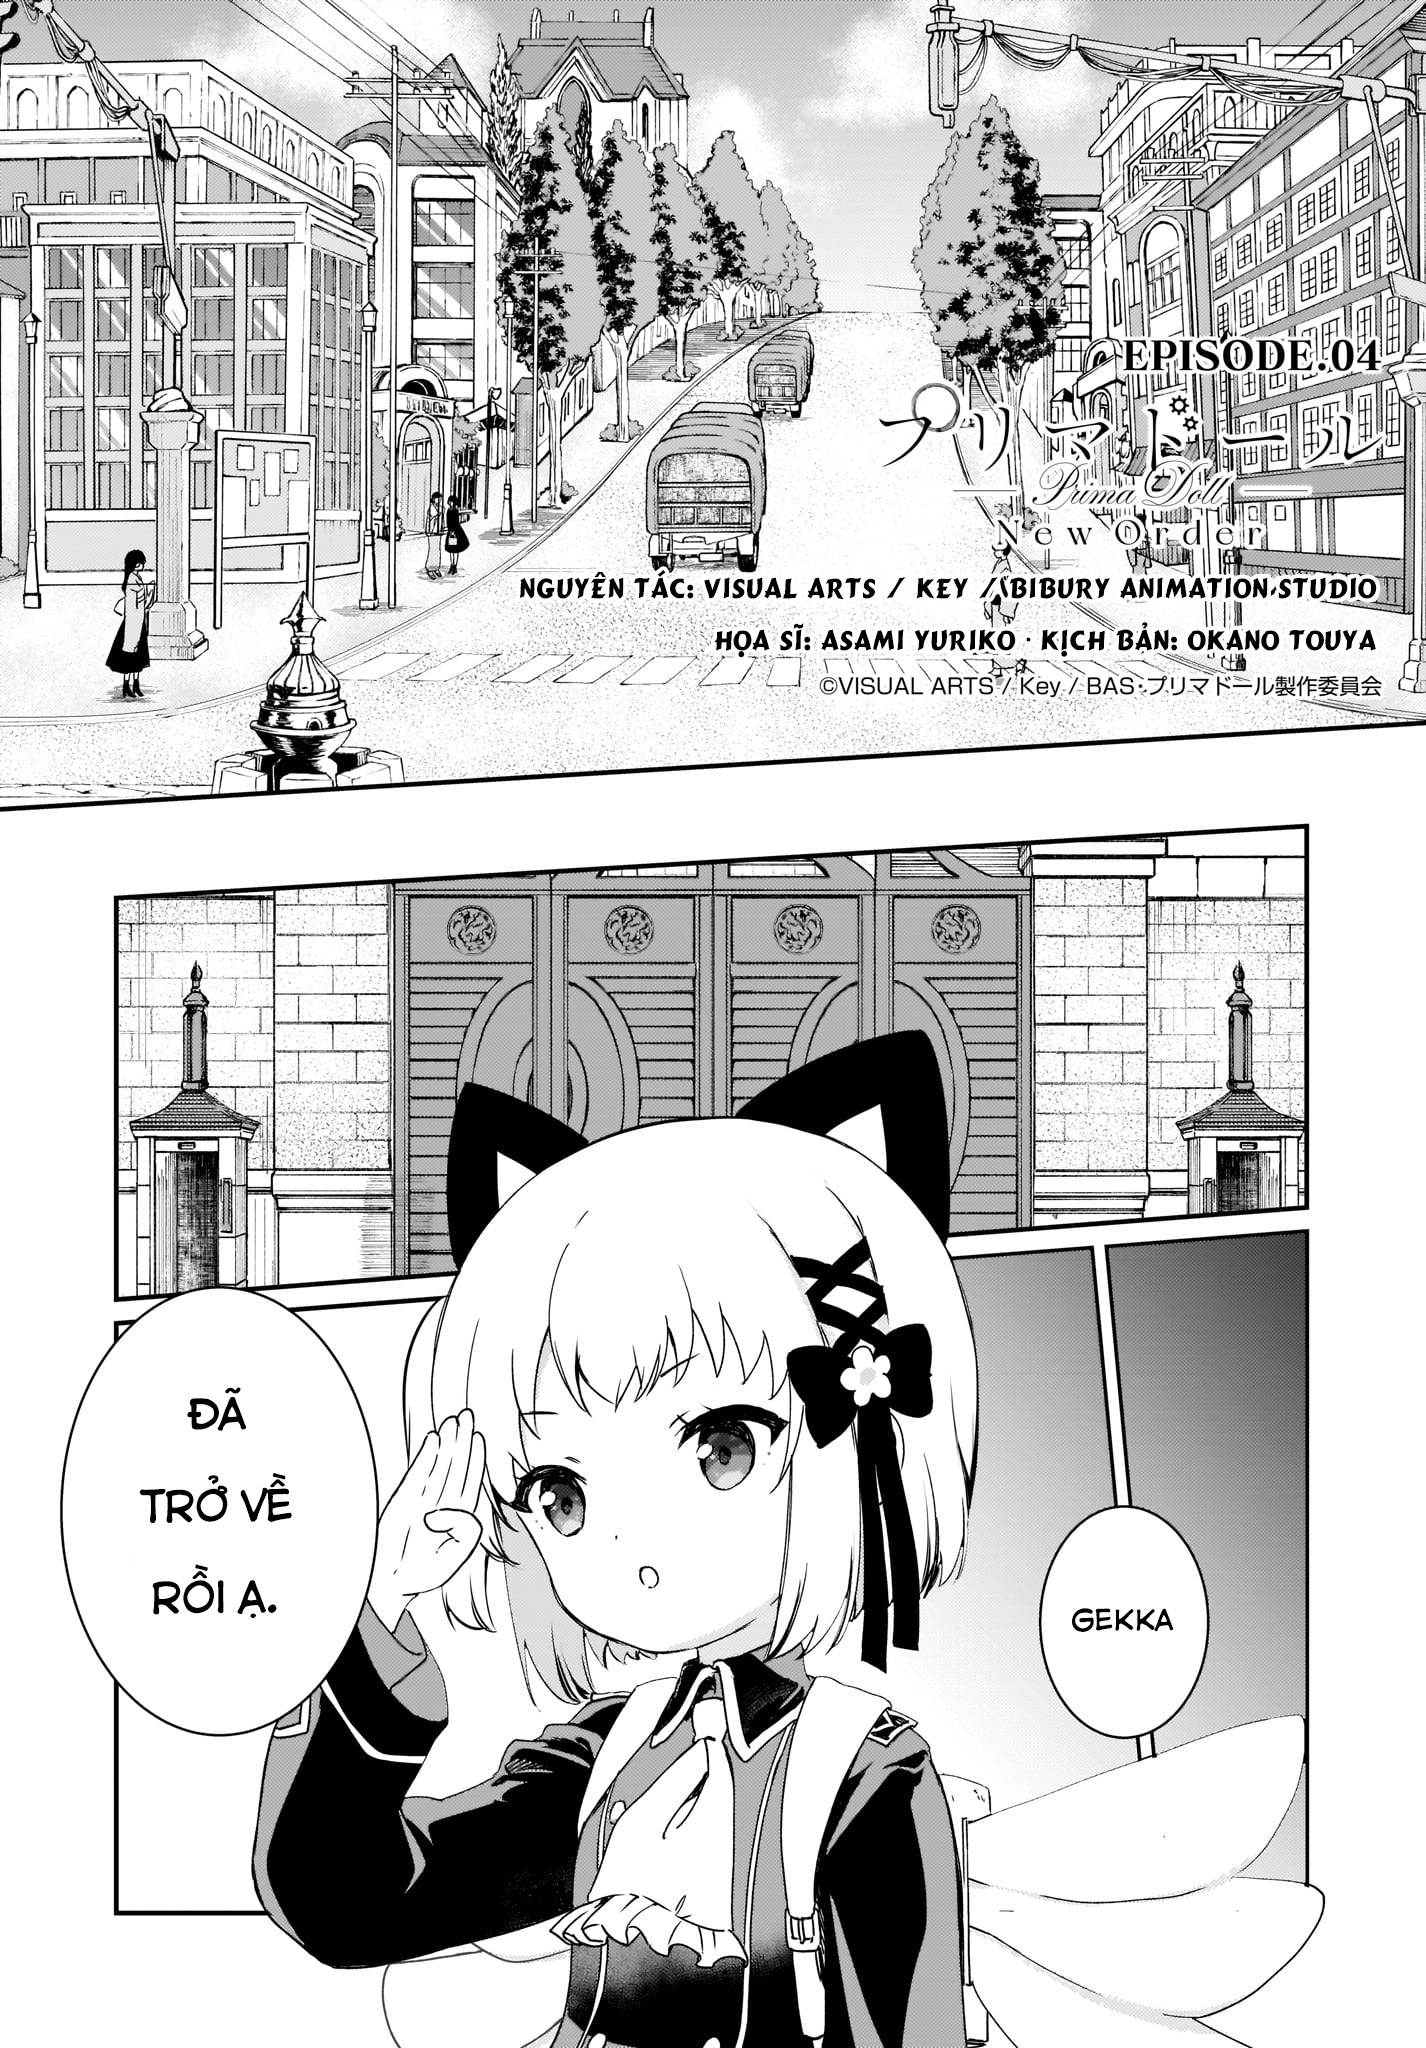 EPISODE.04
プリマドール
Prima Doll
New Order
NGUYÊN TÁC: VISUAL ARTS / KEY / BIBURY ANIMATION STUDIO
HỌA SĨ: ASAMI YURIKO · KỊCH BẢN: OKANO TOUYA
©VISUAL ARTS / Key / BAS・プリマドール製作委員会
GEKKA
ĐÃ
TRỞ VỀ
RỒI Ạ.